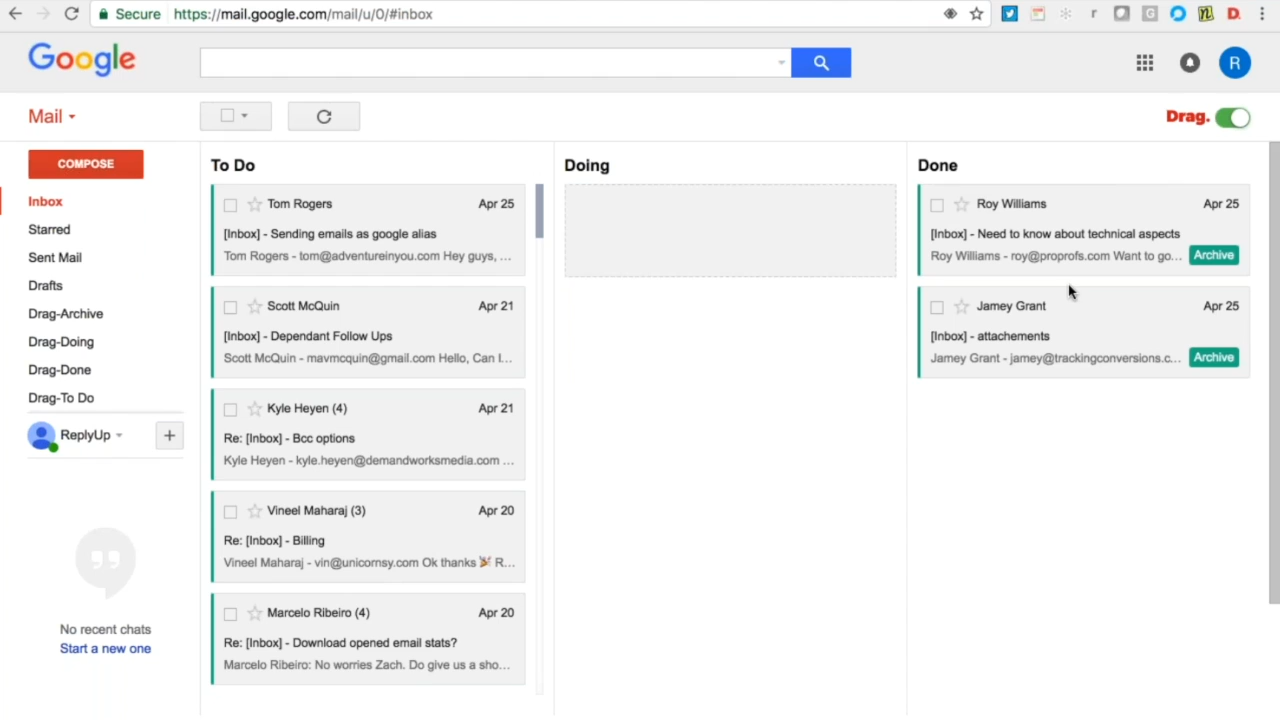 Secure https://mail.google.com/mail/u/0/#inbox
Google
R
Mail
Drag.
COMPOSE
Inbox
Starred
Sent Mail
Drafts
Drag-Archive
Drag-Doing
Drag-Done
Drag-To Do
ReplyUp
+
No recent chats
Start a new one
To Do
Tom Rogers Apr 25
[Inbox] - Sending emails as google alias
Tom Rogers - tom@adventureinyou.com Hey guys, ...
Scott McQuin Apr 21
[Inbox] - Dependant Follow Ups
Scott McQuin - mavmcquin@gmail.com Hello, Can I...
Kyle Heyen (4) Apr 21
Re: [Inbox] - Bcc options
Kyle Heyen - kyle.heyen@demandworksmedia.com ...
Vineel Maharaj (3) Apr 20
Re: [Inbox] - Billing
Vineel Maharaj - vin@unicornsy.com Ok thanks 🎉 R...
Marcelo Ribeiro (4) Apr 20
Re: [Inbox] - Download opened email stats?
Marcelo Ribeiro: No worries Zach. Do give us a sho...
Doing
Done
Roy Williams Apr 25
[Inbox] - Need to know about technical aspects
Roy Williams - roy@proprofs.com Want to go... Archive
Jamey Grant Apr 25
[Inbox] - attachements
Jamey Grant - jamey@trackingconversions.c... Archive